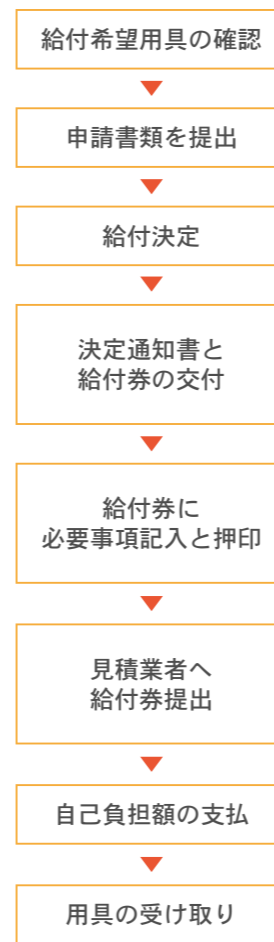 給付希望用具の確認
申請書類を提出
給付決定
決定通知書と
給付券の交付
給付券に
必要事項記入と押印
見積業者へ
給付券提出
自己負担額の支払
用具の受け取り